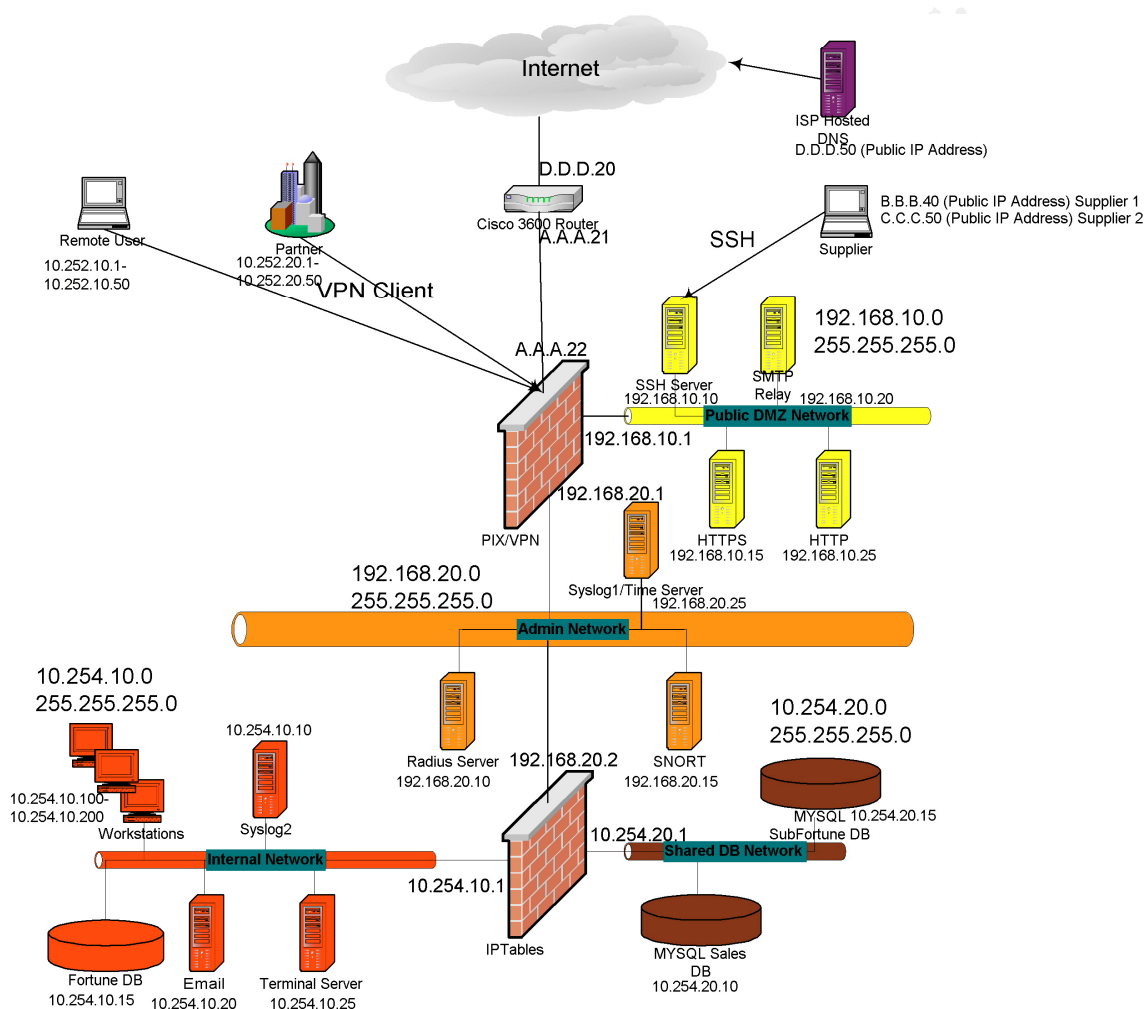 Internet
ISP Hosted
DNS
D.D.D.50 (Public IP Address)
D.D.D.20
Cisco 3600 Router
A.A.A.21
Remote User
10.252.10.1-
10.252.10.50
Partner
10.252.20.1-
10.252.20.50
VPN Client
B.B.B.40 (Public IP Address) Supplier 1
C.C.C.50 (Public IP Address) Supplier 2
Supplier
SSH
A.A.A.22
192.168.10.0
255.255.255.0
SSH Server
192.168.10.10
SMTP
Relay
192.168.10.20
Public DMZ Network
192.168.10.1
HTTPS
192.168.10.15
HTTP
192.168.10.25
192.168.20.1
PIX/VPN
Syslog1/Time Server
192.168.20.25
192.168.20.0
255.255.255.0
Admin Network
Radius Server
192.168.20.10
SNORT
192.168.20.15
192.168.20.2
10.254.10.0
255.255.255.0
10.254.10.10
Syslog2
10.254.10.100-
10.254.10.200
Workstations
Internal Network
10.254.10.1
IPTables
10.254.20.0
255.255.255.0
MYSQL 10.254.20.15
SubFortune DB
10.254.20.1
Shared DB Network
MYSQL Sales
DB
10.254.20.10
Fortune DB
10.254.10.15
Email
10.254.10.20
Terminal Server
10.254.10.25